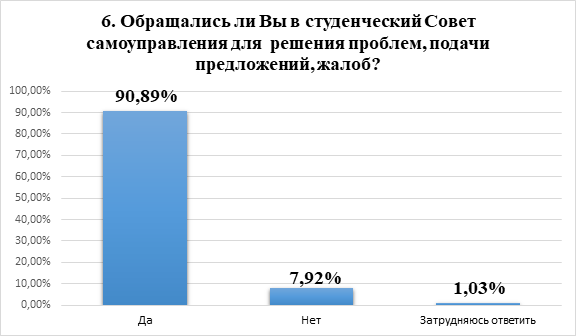 6. Обращались ли Вы в студенческий Совет
самоуправления для решения проблем, подачи
предложений, жалоб?
100,00%
90,00%
80,00%
70,00%
60,00%
50,00%
40,00%
30,00%
20,00%
10,00%
0,00%
90,89%
7,92%
1,03%
Да
Нет
Затрудняюсь ответить